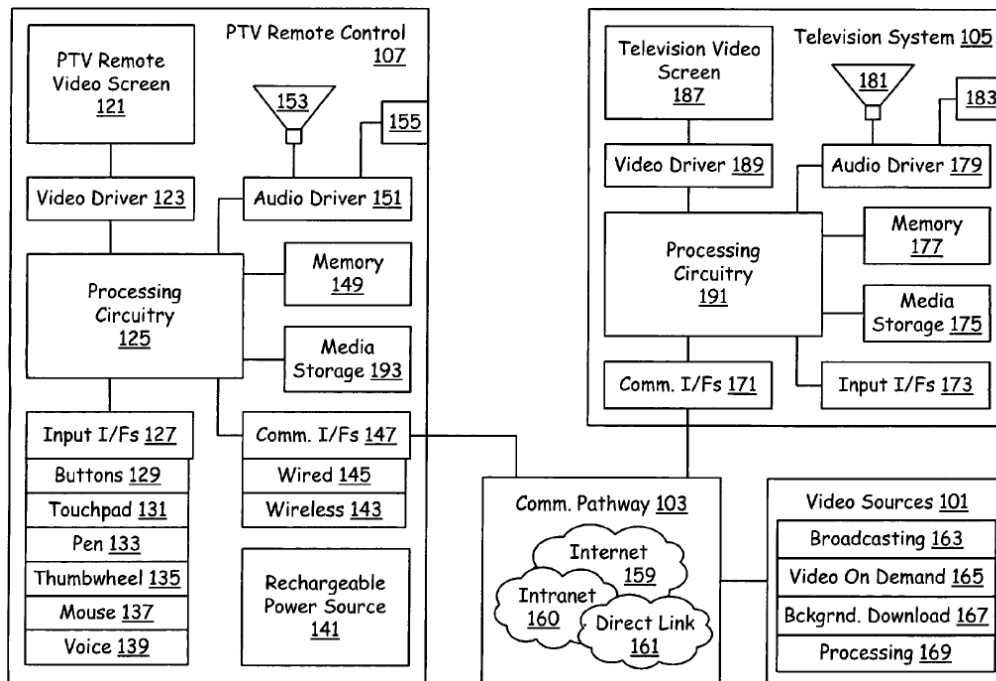 PTV Remote Control
107
PTV Remote
Video Screen
121
153
155
Video Driver 123
Audio Driver 151
Processing
Circuitry
125
Memory
149
Media
Storage 193
Input I/Fs 127
Buttons 129
Touchpad 131
Pen 133
Thumbwheel 135
Mouse 137
Voice 139
Comm. I/Fs 147
Wired 145
Wireless 143
Rechargeable
Power Source
141
Television System 105
Television Video
Screen
187
181
183
Video Driver 189
Audio Driver 179
Processing
Circuitry
191
Memory
177
Media
Storage 175
Comm. I/Fs 171
Input I/Fs 173
Comm. Pathway 103
Internet
159
Intranet
160
Direct Link
161
Video Sources 101
Broadcasting 163
Video On Demand 165
Bckgrnd. Download 167
Processing 169